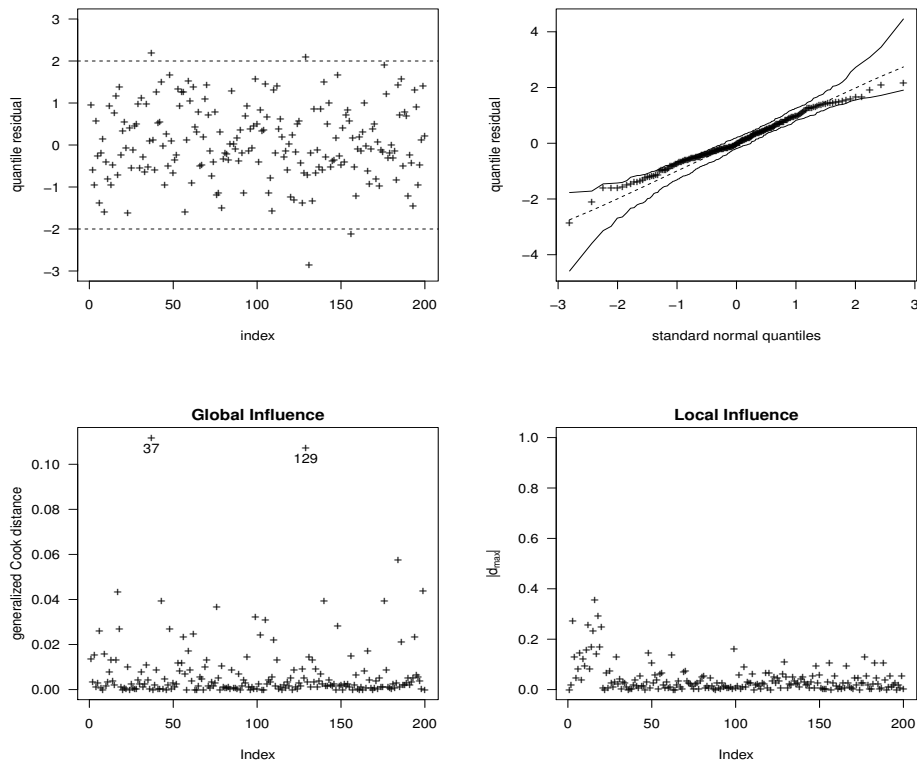 3
2
1
0
−1
−2
−3
quantile residual
0 50 100 150 200
index
4
2
0
−2
−4
quantile residual
−3 −2 −1 0 1 2 3
standard normal quantiles
Global Influence
0.10
0.08
0.06
0.04
0.02
0.00
generalized Cook distance
37
129
0 50 100 150 200
Index
Local Influence
1.0
0.8
0.6
0.4
0.2
0.0
|dmax|
0 50 100 150 200
Index